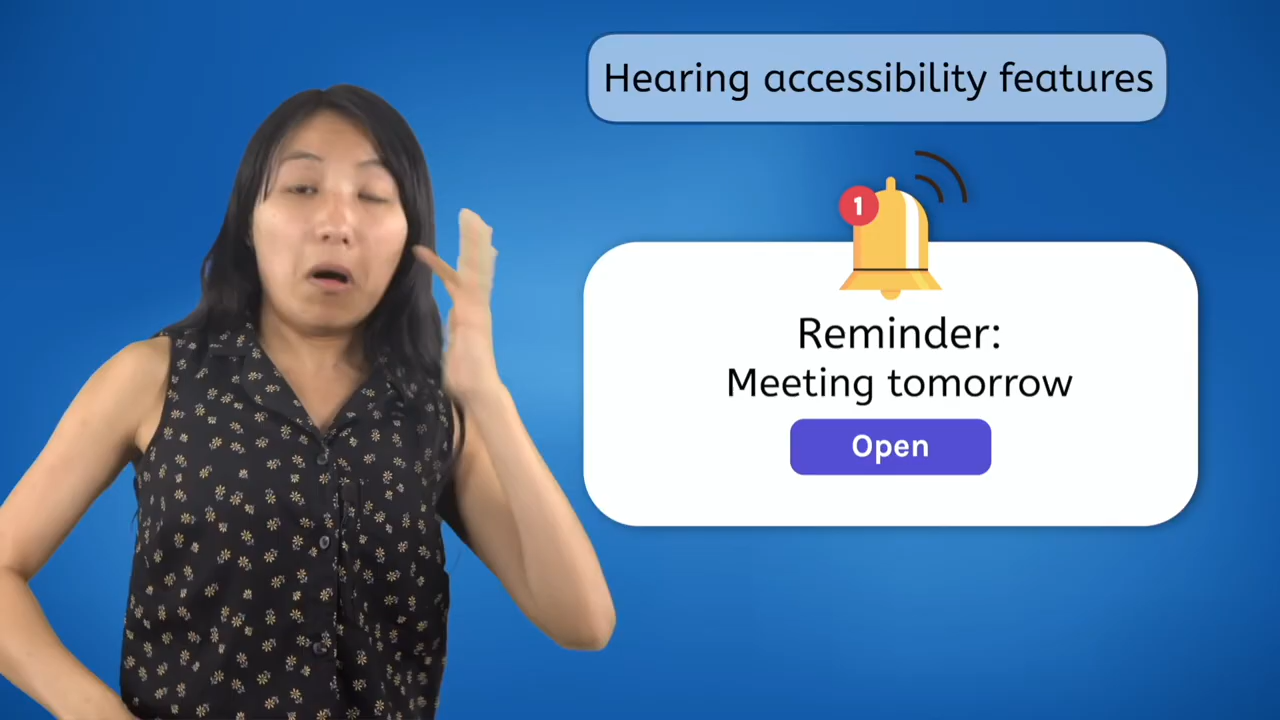 Hearing accessibility features
1
Reminder:
Meeting tomorrow
Open